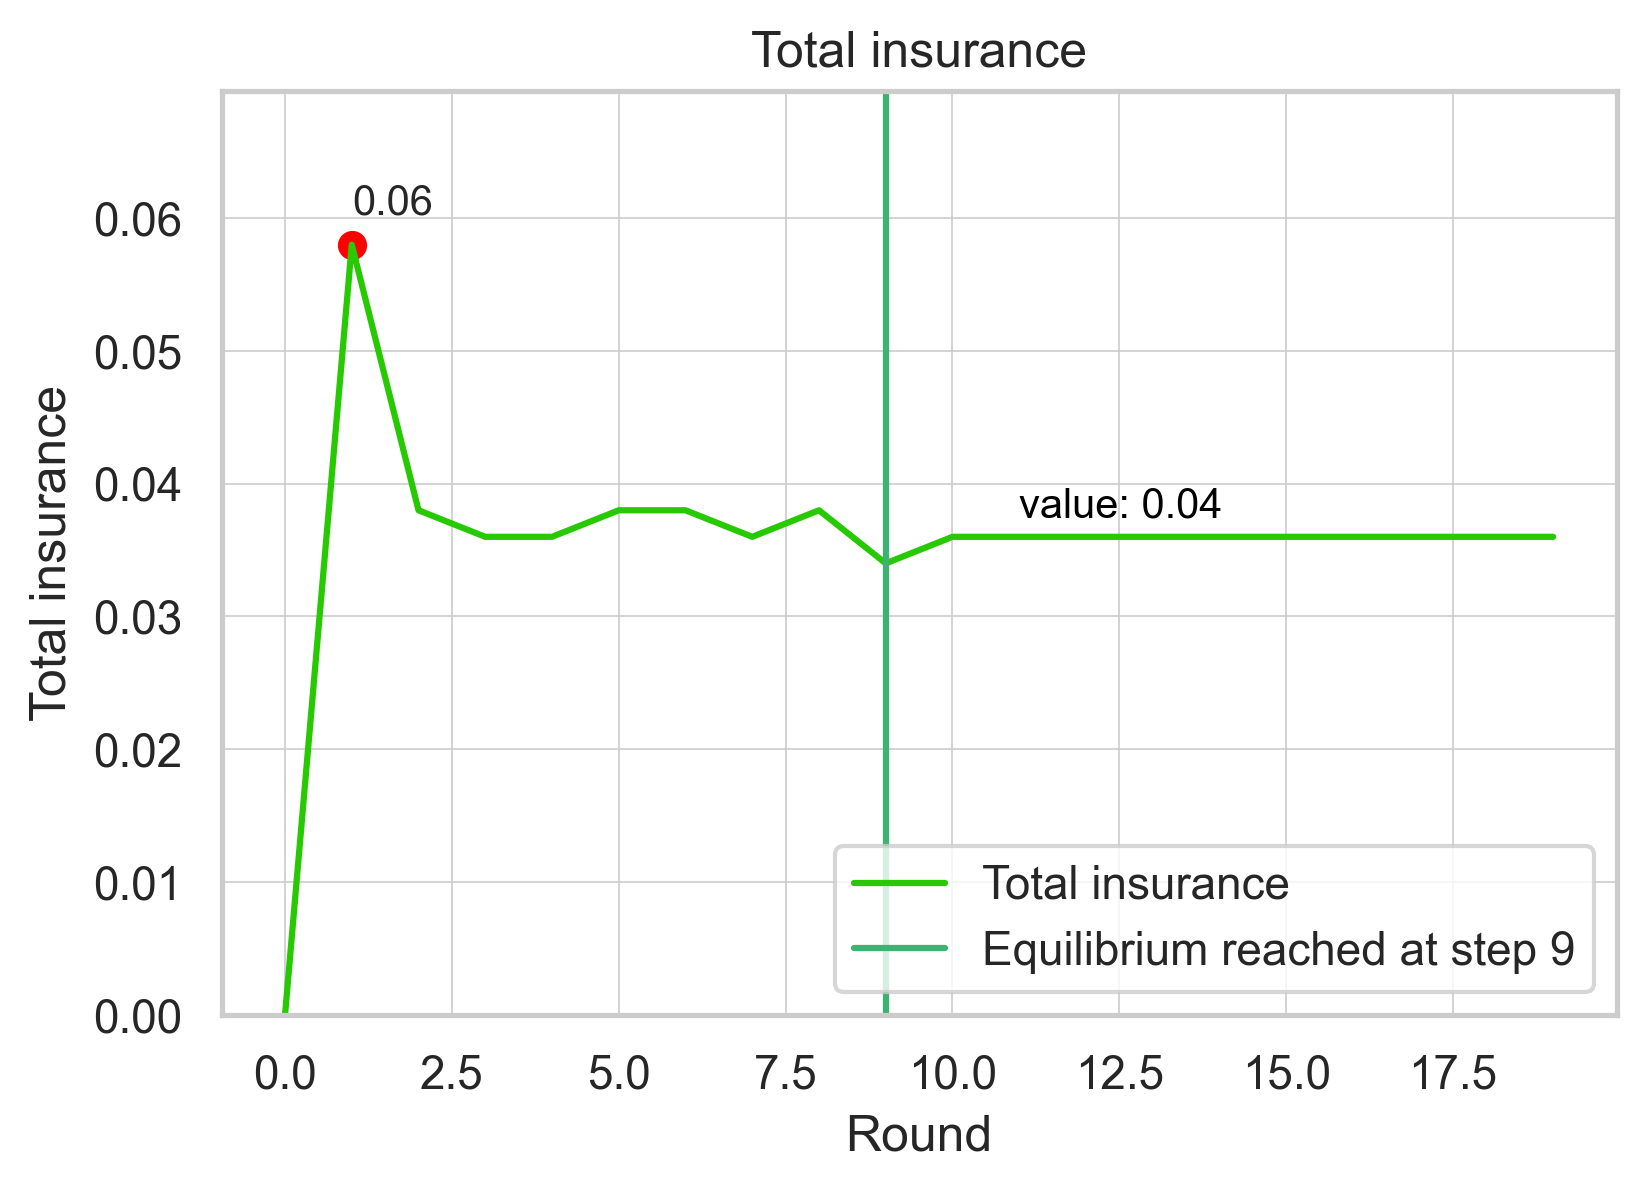 Total insurance
0.06
0.06
0.05
0.04
value: 0.04
0.03
0.02
0.01
0.00
Total insurance
Total insurance
Equilibrium reached at step 9
0.0 2.5 5.0 7.5 10.0 12.5 15.0 17.5
Round